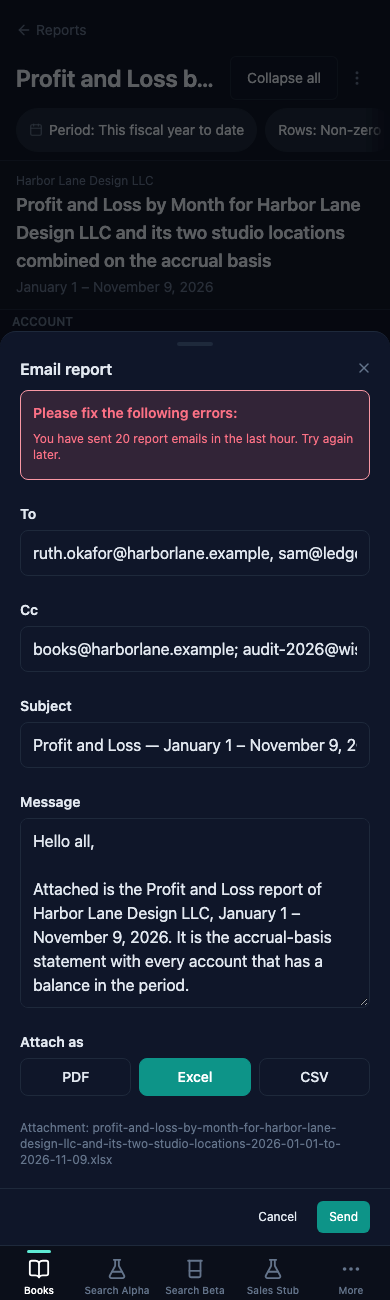 Reports
Profit and Loss b...
Collapse all
Period: This fiscal year to date
Rows: Non-zero
Harbor Lane Design LLC
Profit and Loss by Month for Harbor Lane
Design LLC and its two studio locations
combined on the accrual basis
January 1 – November 9, 2026
ACCOUNT
Email report
Please fix the following errors:
You have sent 20 report emails in the last hour. Try again
later.
To
ruth.okafor@harborlane.example, sam@ledge
Cc
books@harborlane.example; audit-2026@wis
Subject
Profit and Loss — January 1 – November 9, 2
Message
Hello all,
Attached is the Profit and Loss report of
Harbor Lane Design LLC, January 1 –
November 9, 2026. It is the accrual-basis
statement with every account that has a
balance in the period.
Attach as
PDF
Excel
CSV
Attachment: profit-and-loss-by-month-for-harbor-lane-
design-llc-and-its-two-studio-locations-2026-01-01-to-
2026-11-09.xlsx
Cancel
Send
Books
Search Alpha
Search Beta
Sales Stub
More